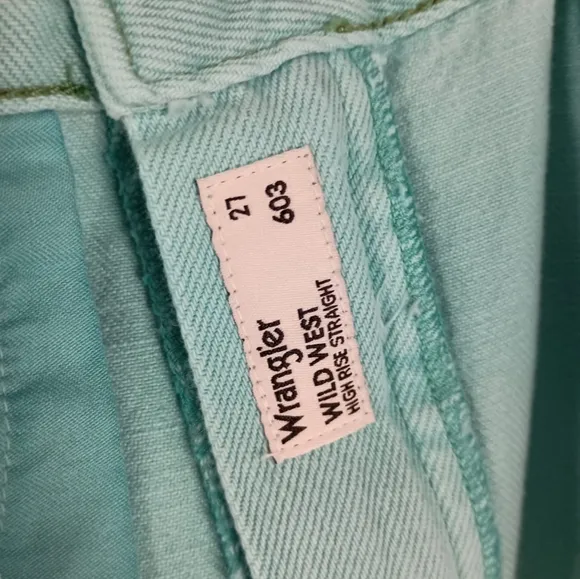 Wrangler 27
WILD WEST 603
HIGH RISE STRAIGHT